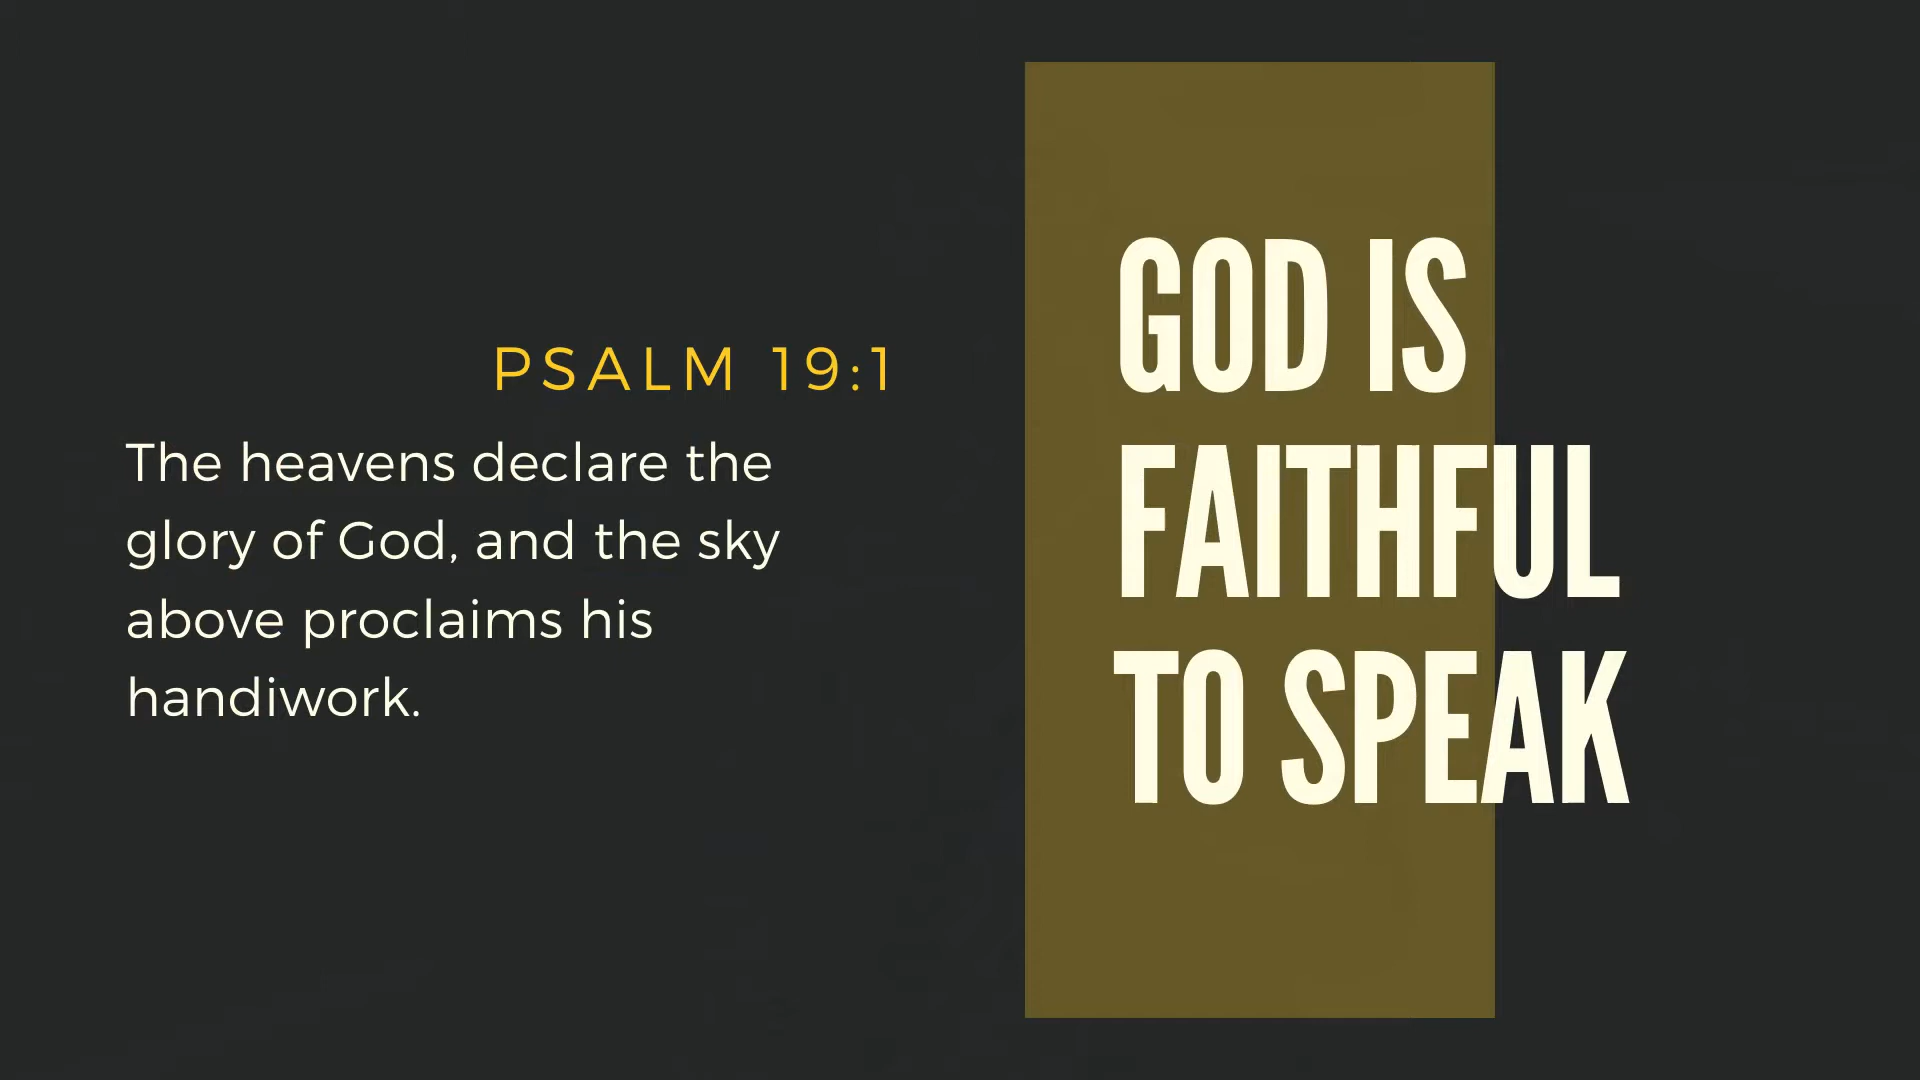 PSALM 19:1
The heavens declare the
glory of God, and the sky
above proclaims his
handiwork.
GOD IS
FAITHFUL
TO SPEAK